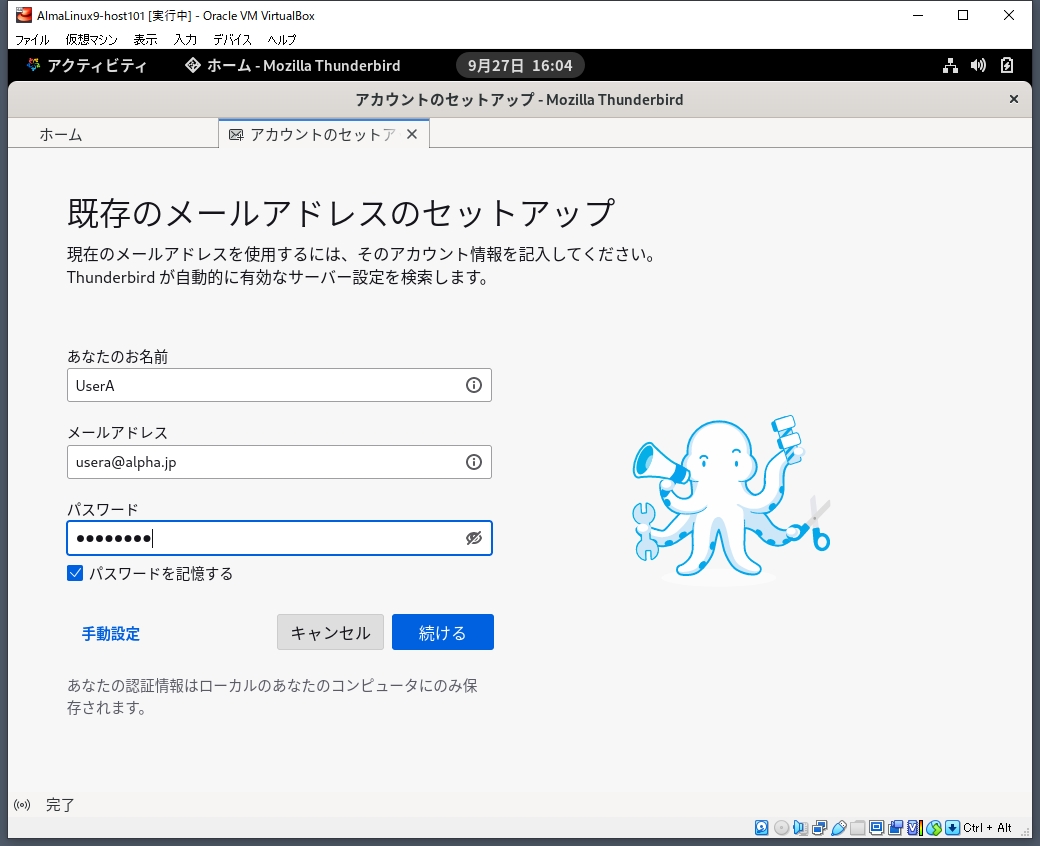 AlmaLinux9-host101 [実行中] - Oracle VM VirtualBox
ファイル 仮想マシン 表示 入力 デバイス ヘルプ
アクティビティ ホーム - Mozilla Thunderbird 9月27日 16:04
アカウントのセットアップ - Mozilla Thunderbird
ホーム アカウントのセットア
既存のメールアドレスのセットアップ
現在のメールアドレスを使用するには、そのアカウント情報を記入してください。
Thunderbird が自動的に有効なサーバー設定を検索します。
あなたのお名前
UserA
メールアドレス
usera@alpha.jp
パスワード
●●●●●●●●
パスワードを記憶する
手動設定 キャンセル 続ける
あなたの認証情報はローカルのあなたのコンピュータにのみ保
存されます。
完了
Ctrl + Alt